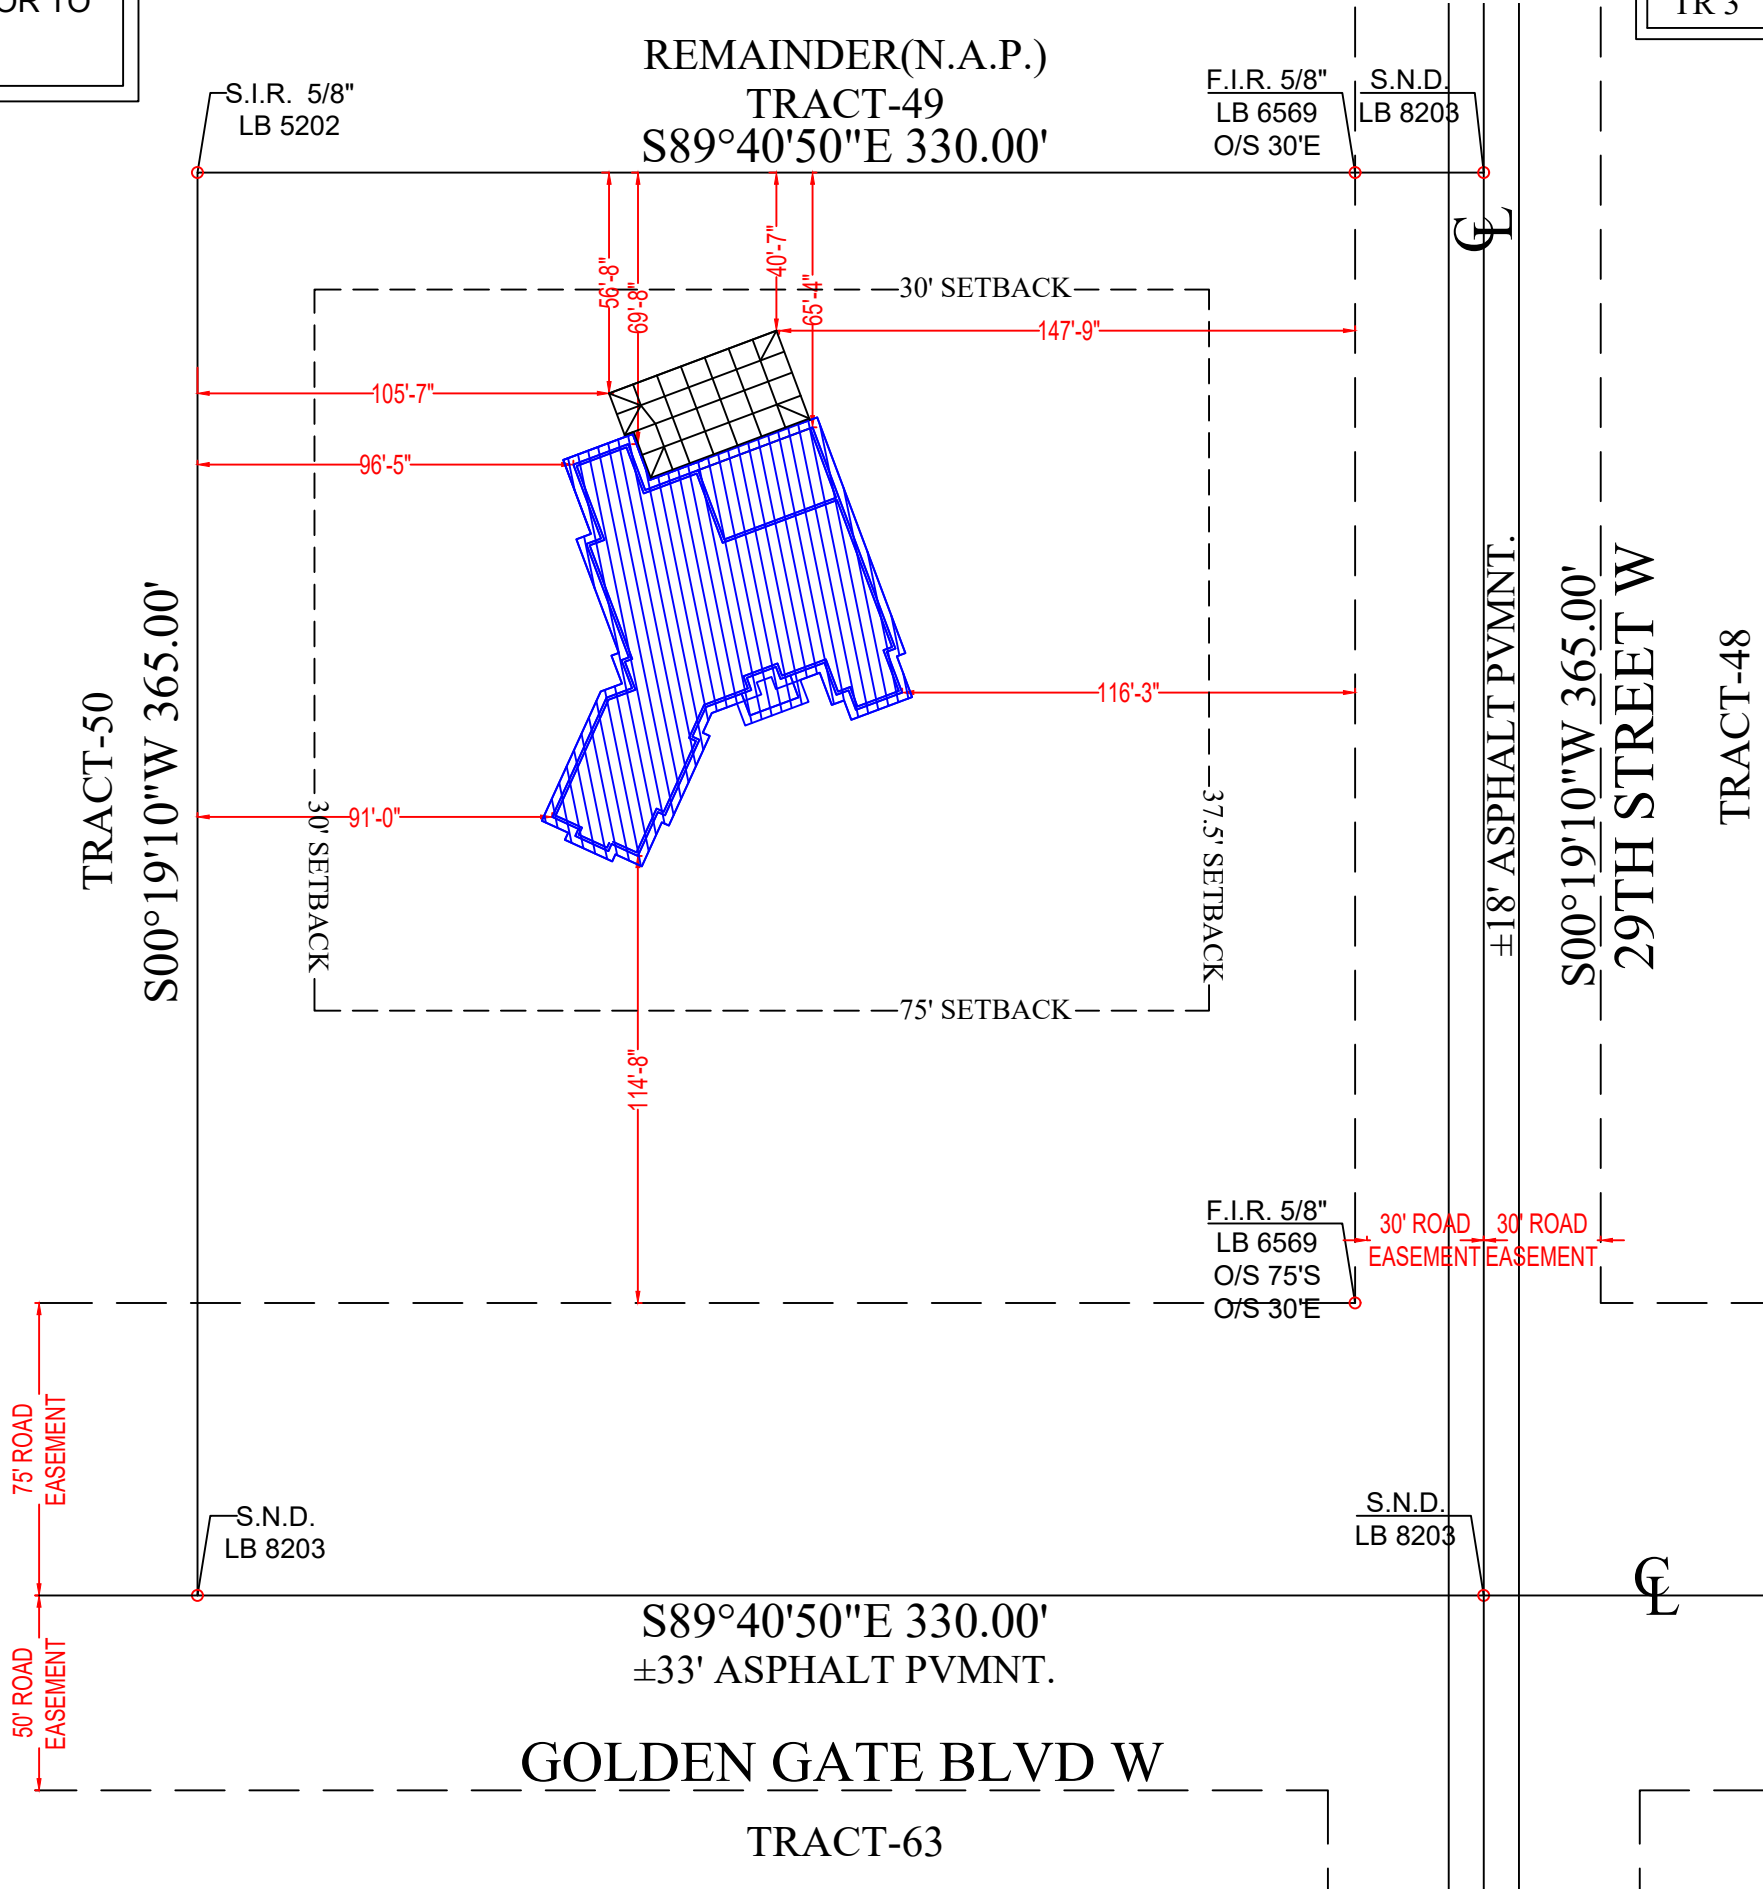 OR TO
TR 3
REMAINDER(N.A.P.)
TRACT-49
S89°40'50"E 330.00'
S.I.R. 5/8"
LB 5202
F.I.R. 5/8"
LB 6569
O/S 30'E
S.N.D.
LB 8203
CL
56'-8"
69'-8"
40'-7"
65'-4"
30' SETBACK
147'-9"
105'-7"
96'-5"
116'-3"
91'-0"
30' SETBACK
37.5' SETBACK
75' SETBACK
114'-8"
TRACT-50
S00°19'10"W 365.00'
±18' ASPHALT PVMNT.
S00°19'10"W 365.00'
29TH STREET W
TRACT-48
F.I.R. 5/8"
LB 6569
O/S 75'S
O/S 30'E
30' ROAD
EASEMENT
30' ROAD
EASEMENT
75' ROAD
EASEMENT
S.N.D.
LB 8203
S.N.D.
LB 8203
CL
S89°40'50"E 330.00'
±33' ASPHALT PVMNT.
50' ROAD
EASEMENT
GOLDEN GATE BLVD W
TRACT-63